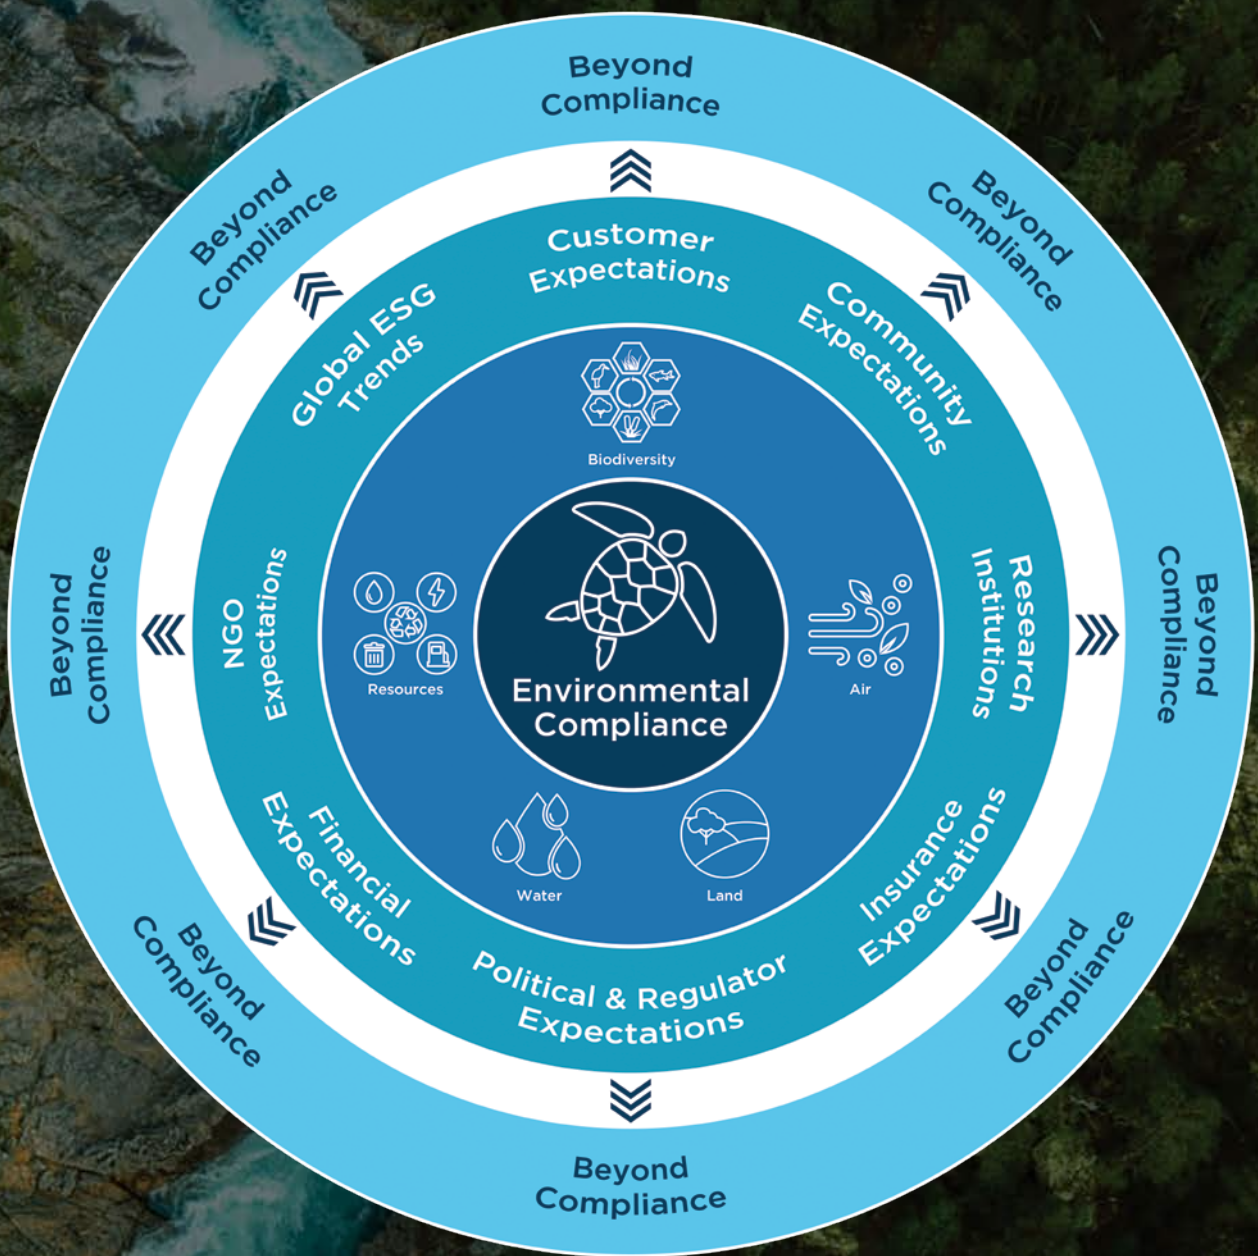 Beyond
Compliance
Beyond
Compliance
Beyond
Compliance
Beyond
Compliance
Beyond
Compliance
Beyond
Compliance
Beyond
Compliance
Beyond
Compliance
Customer
Expectations
Community
Expectations
Research
Institutions
Insurance
Expectations
Political & Regulator
Expectations
Financial
Expectations
NGO
Expectations
Global ESG
Trends
Biodiversity
Air
Land
Water
Resources
Environmental
Compliance